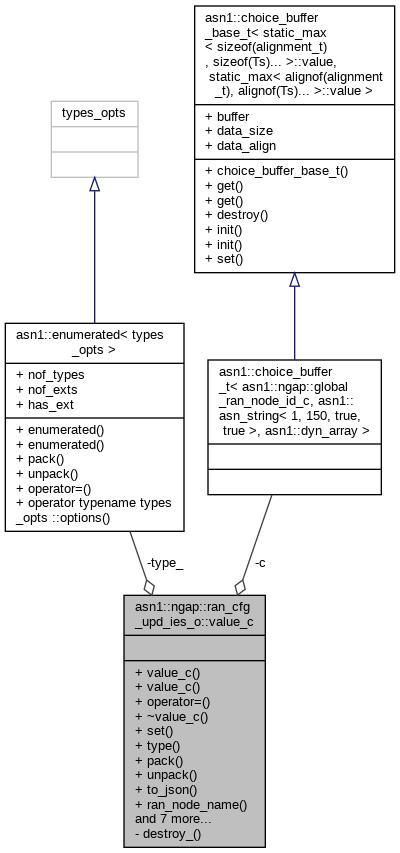 types_opts
asn1::choice_buffer
_base_t< static_max
< sizeof(alignment_t)
, sizeof(Ts)... >::value,
static_max< alignof(alignment
_t), alignof(Ts)... >::value >
+ buffer
+ data_size
+ data_align
+ choice_buffer_base_t()
+ get()
+ get()
+ destroy()
+ init()
+ init()
+ set()
asn1::enumerated< types
_opts >
+ nof_types
+ nof_exts
+ has_ext
+ enumerated()
+ enumerated()
+ pack()
+ unpack()
+ operator=()
+ operator typename types
_opts ::options()
asn1::choice_buffer
_t< asn1::ngap::global
_ran_node_id_c, asn1::
asn_string< 1, 150, true,
true >, asn1::dyn_array >
-type_
-c
asn1::ngap::ran_cfg
_upd_ies_o::value_c
+ value_c()
+ value_c()
+ operator=()
+ ~value_c()
+ set()
+ type()
+ pack()
+ unpack()
+ to_json()
+ ran_node_name()
and 7 more...
- destroy_()